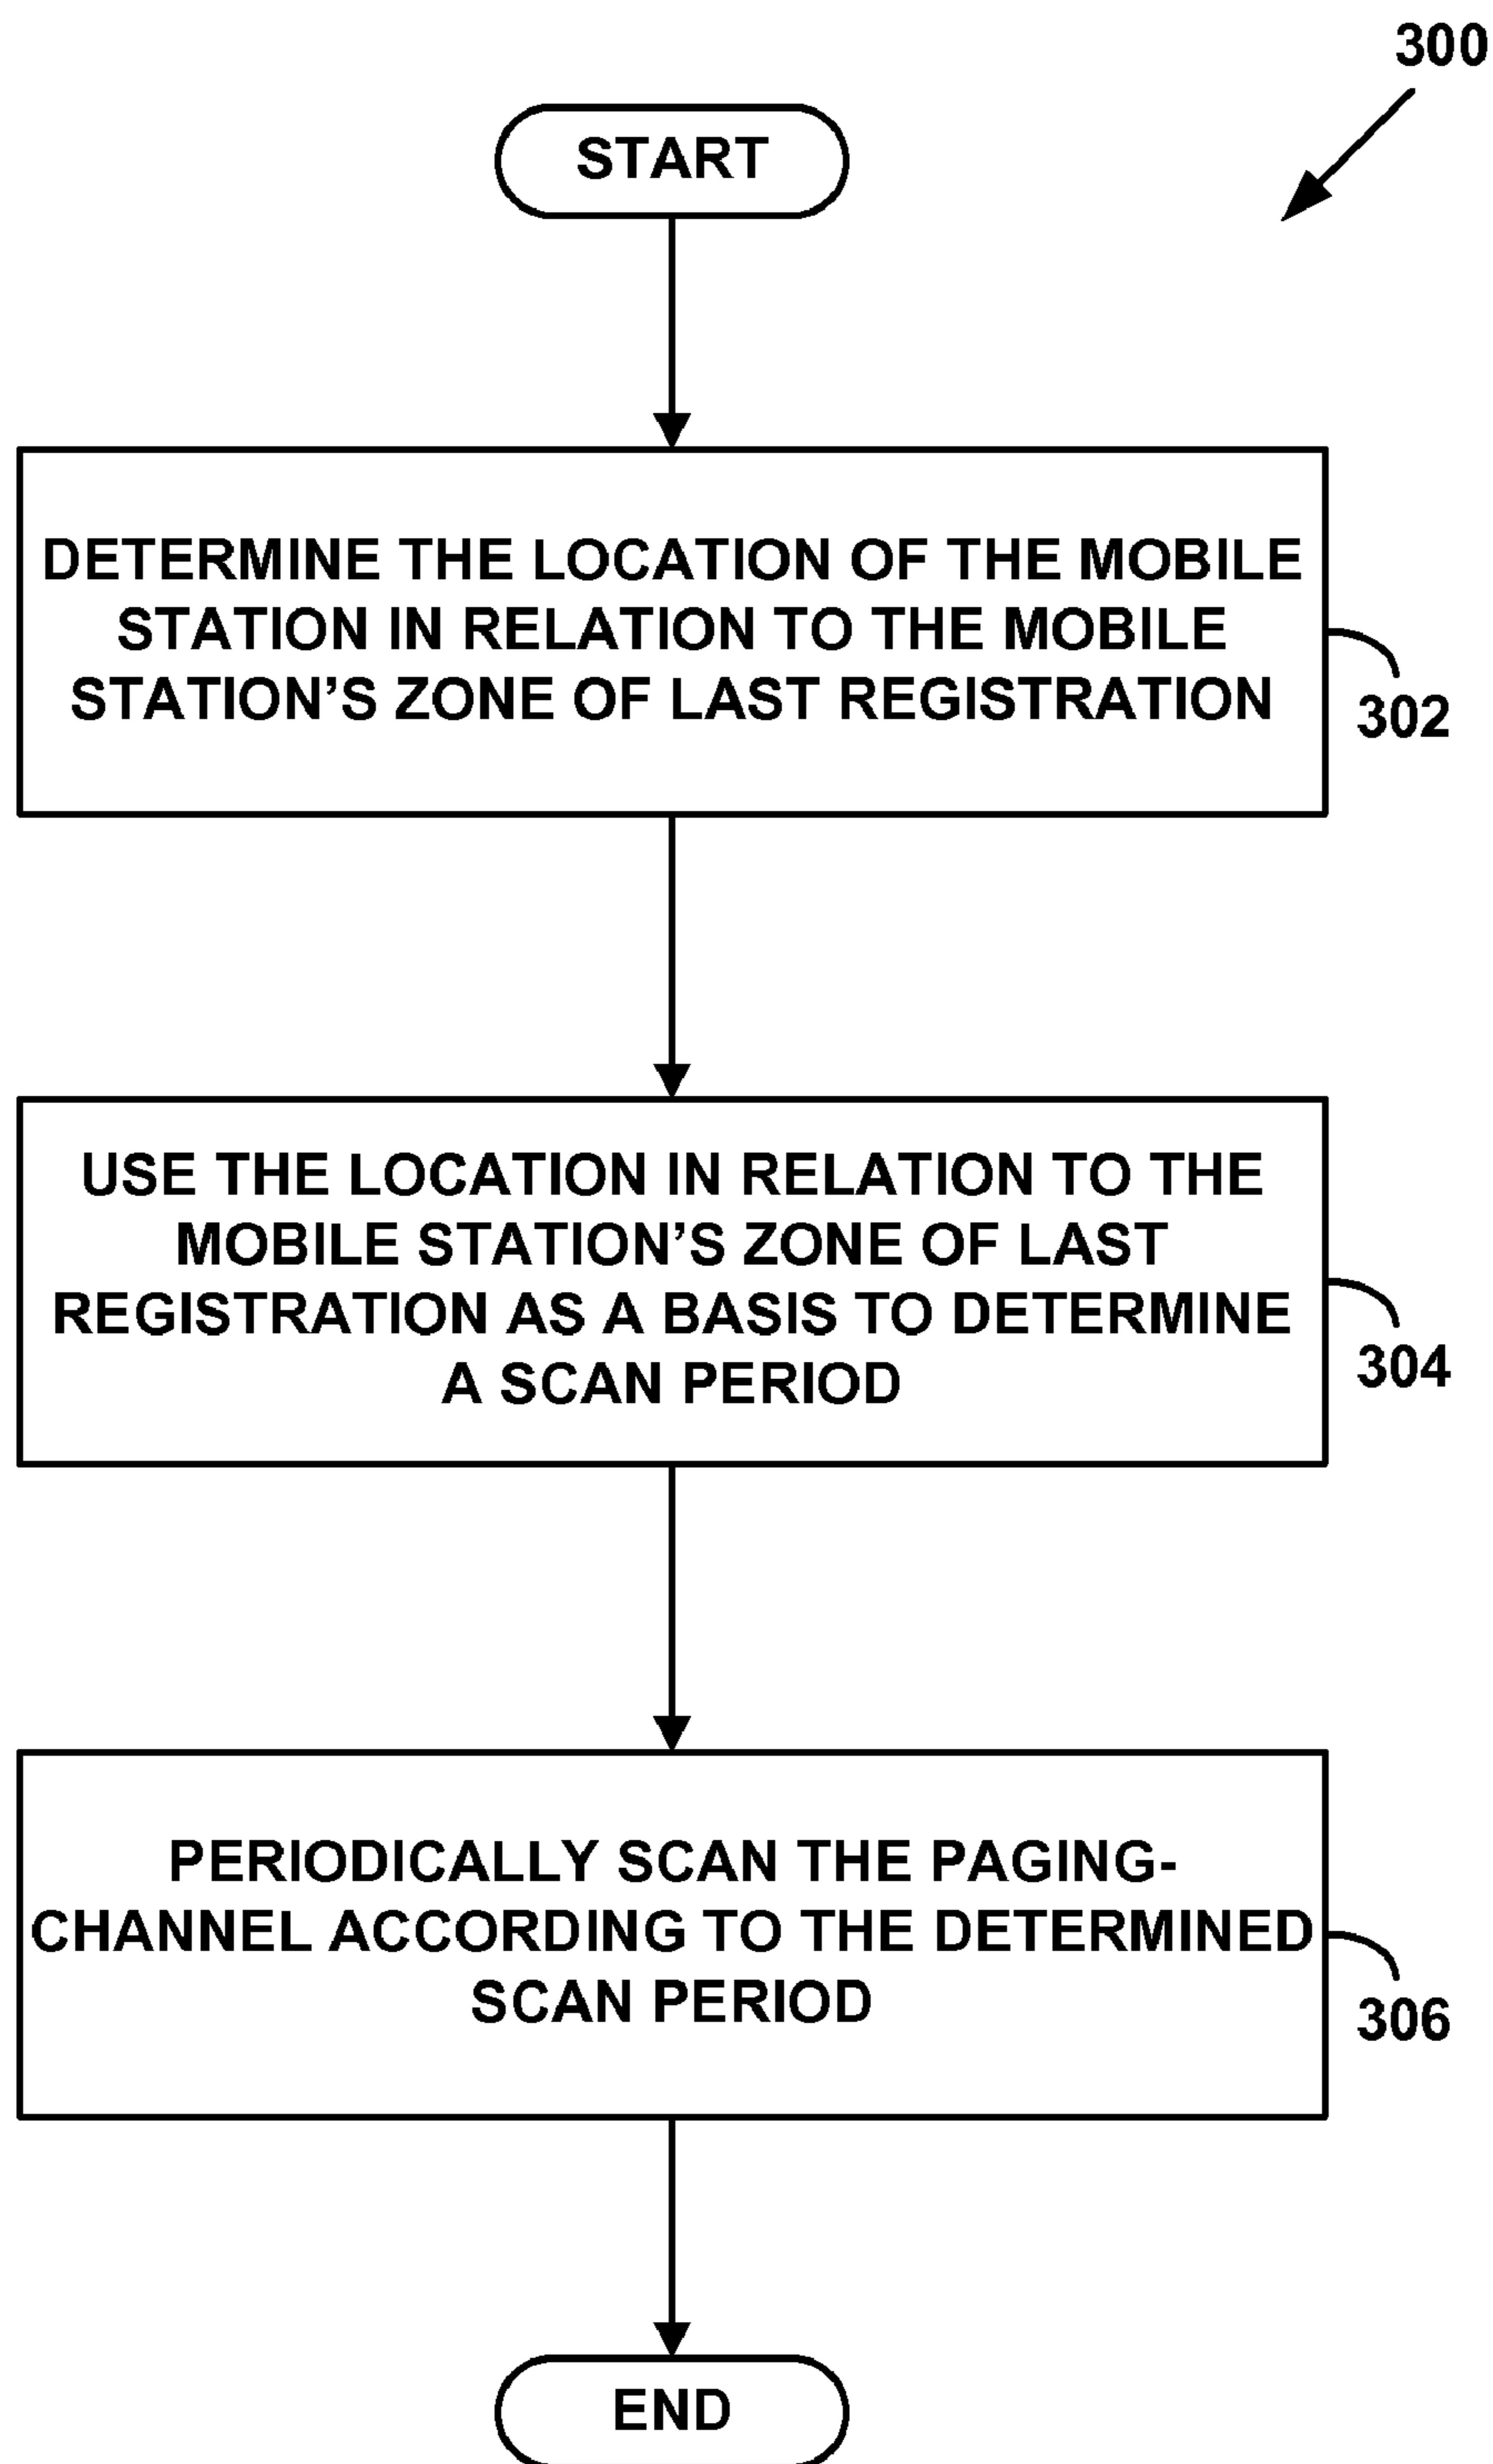 300
START
DETERMINE THE LOCATION OF THE MOBILE
STATION IN RELATION TO THE MOBILE
STATION’S ZONE OF LAST REGISTRATION
302
USE THE LOCATION IN RELATION TO THE
MOBILE STATION’S ZONE OF LAST
REGISTRATION AS A BASIS TO DETERMINE
A SCAN PERIOD
304
PERIODICALLY SCAN THE PAGING-
CHANNEL ACCORDING TO THE DETERMINED
SCAN PERIOD
306
END